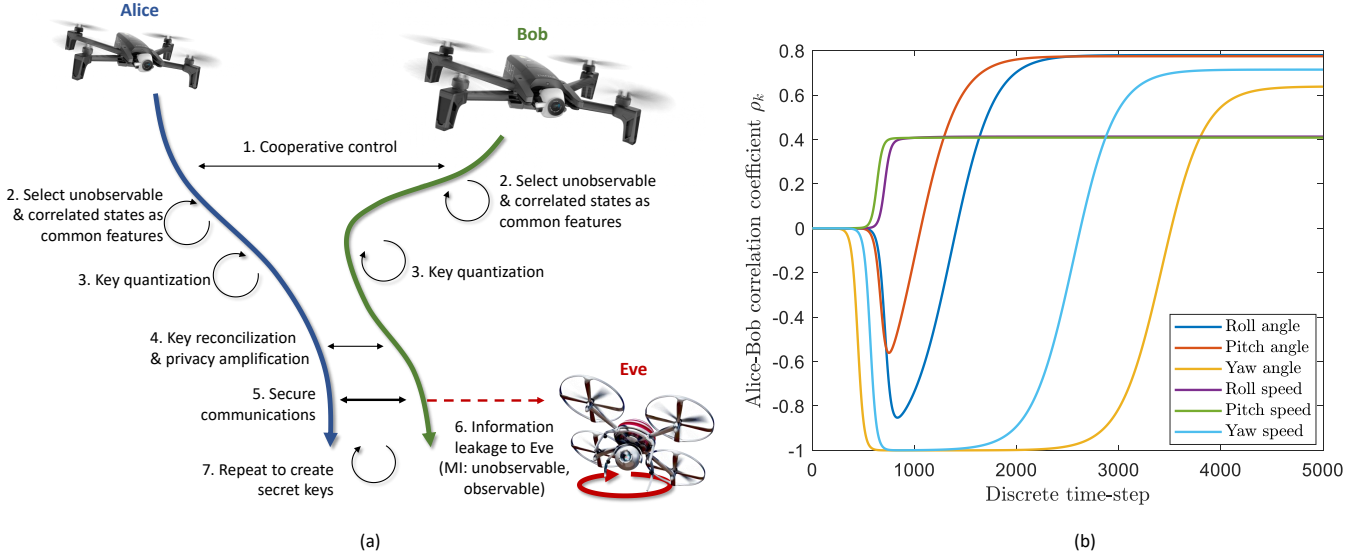 Alice
Bob
1. Cooperative control
2. Select unobservable
& correlated states as
common features
2. Select unobservable
& correlated states as
common features
3. Key quantization
3. Key quantization
4. Key reconcilization
& privacy amplification
5. Secure
communications
Eve
6. Information
leakage to Eve
(MI: unobservable,
observable)
7. Repeat to create
secret keys
(a)
Alice-Bob correlation coefficient ρk
0.8
0.6
0.4
0.2
0
-0.2
-0.4
-0.6
-0.8
-1
0
1000
2000
3000
4000
5000
Discrete time-step
Roll angle
Pitch angle
Yaw angle
Roll speed
Pitch speed
Yaw speed
(b)